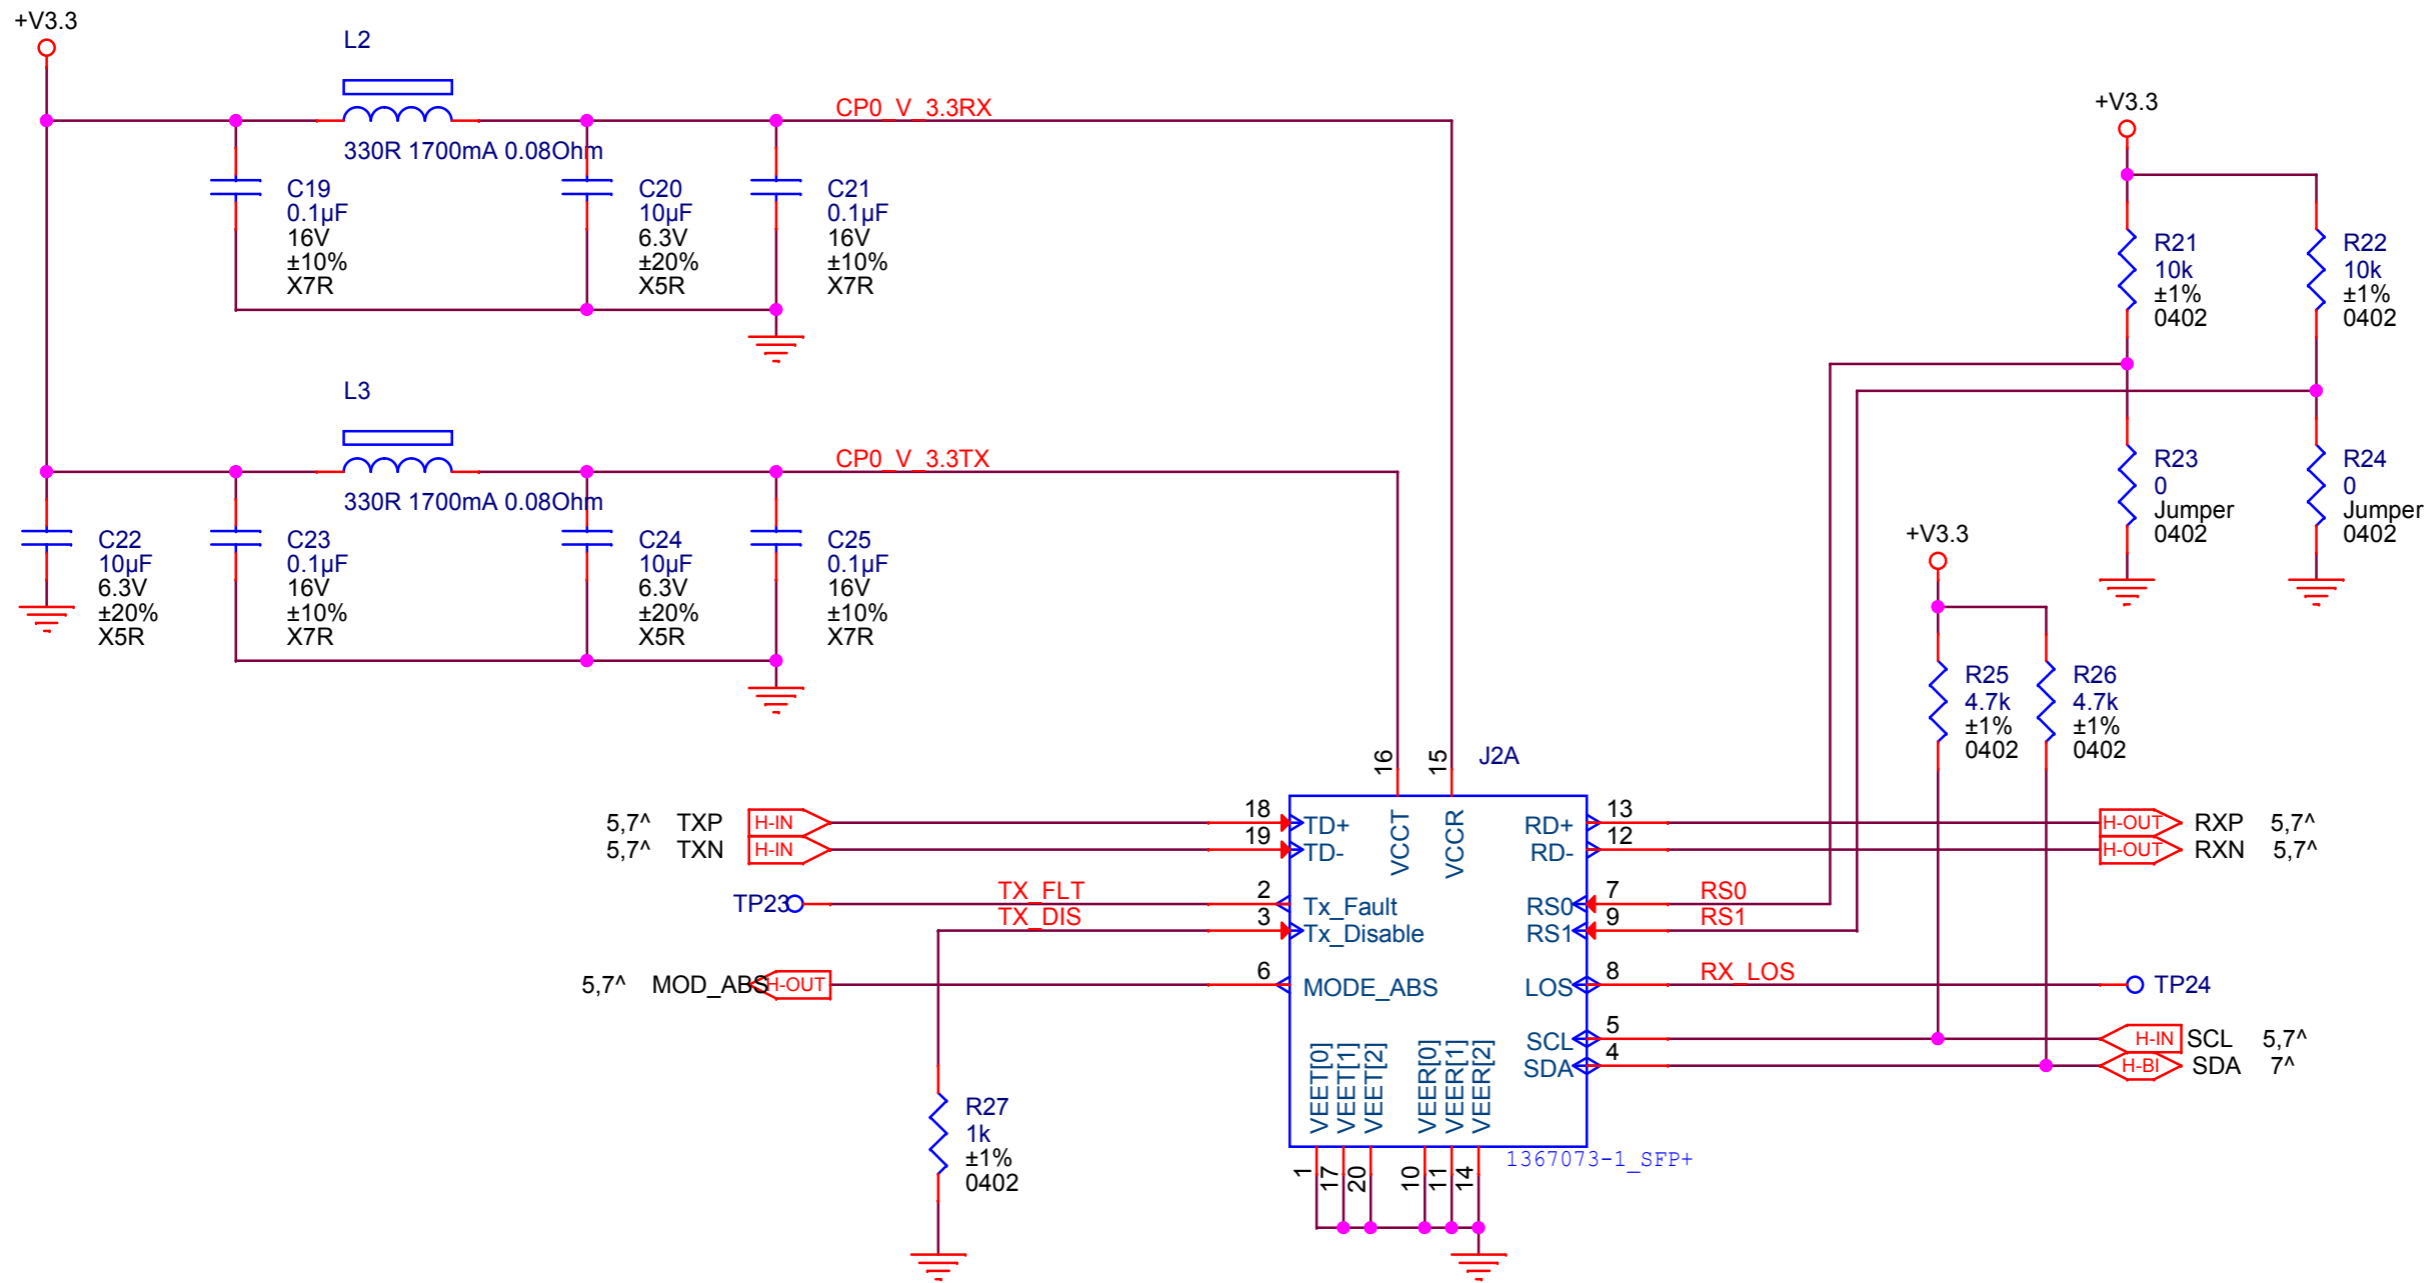 +V3.3
L2
CP0_V_3.3RX
330R 1700mA 0.08Ohm
C19
0.1µF
16V
±10%
X7R
C20
10µF
6.3V
±20%
X5R
C21
0.1µF
16V
±10%
X7R
L3
CP0_V_3.3TX
330R 1700mA 0.08Ohm
C22
10µF
6.3V
±20%
X5R
C23
0.1µF
16V
±10%
X7R
C24
10µF
6.3V
±20%
X5R
C25
0.1µF
16V
±10%
X7R
+V3.3
R21
10k
±1%
0402
R22
10k
±1%
0402
R23
0
Jumper
0402
R24
0
Jumper
0402
+V3.3
R25
4.7k
±1%
0402
R26
4.7k
±1%
0402
16
15
J2A
5,7^ TXP H-IN 18 TD+
5,7^ TXN H-IN 19 TD-
TP23 TX_FLT 2 Tx_Fault
TX_DIS 3 Tx_Disable
5,7^ MOD_ABS H-OUT 6 MODE_ABS
VCCT
VCCR
RD+ 13 H-OUT RXP 5,7^
RD- 12 H-OUT RXN 5,7^
RS0 7 RS0
RS1 9 RS1
LOS 8 RX_LOS TP24
SCL 5 H-IN SCL 5,7^
SDA 4 H-BI SDA 7^
VEET[0]
VEET[1]
VEET[2]
VEER[0]
VEER[1]
VEER[2]
1
17
20
10
11
14
1367073-1_SFP+
R27
1k
±1%
0402